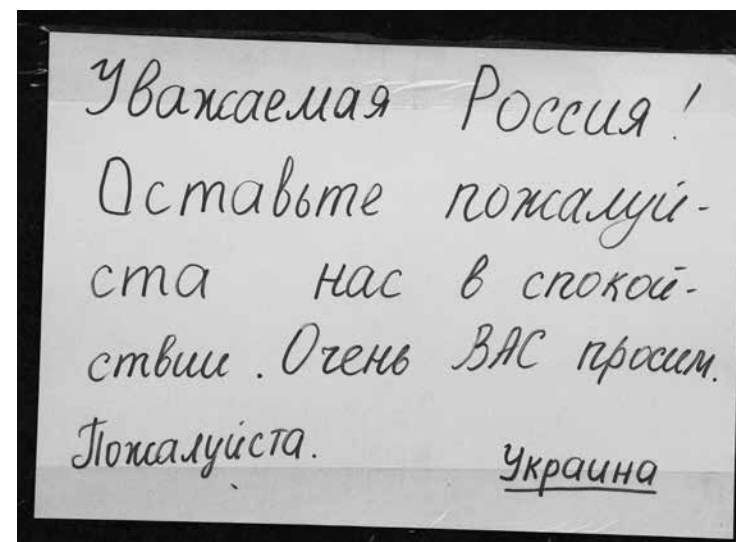 Уважаемая Россия!
Оставьте пожалуй-
ста нас в спокой-
ствии. Очень ВАС просим.
Пожалуйста. Украина